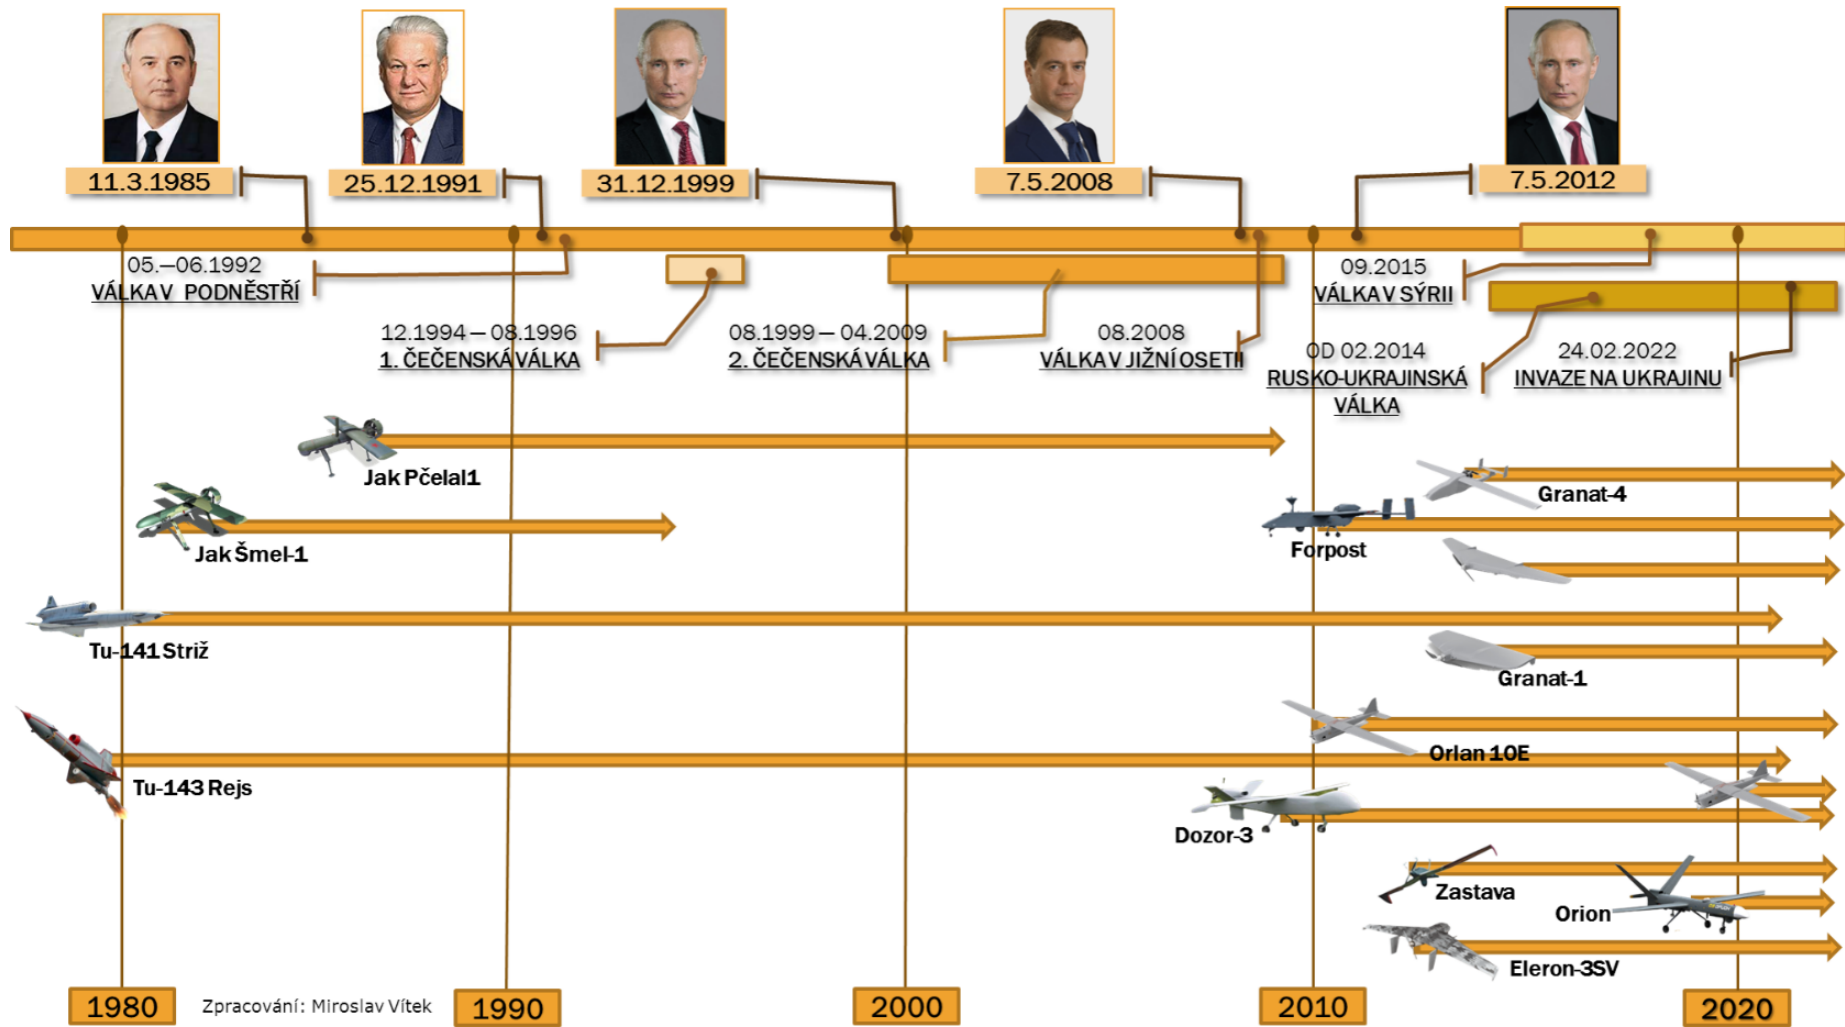 11.3.1985
25.12.1991
31.12.1999
7.5.2008
7.5.2012
05.—06.1992
VÁLKA V PODNĚSTŘÍ
12.1994 — 08.1996
1. ČEČENSKÁ VÁLKA
08.1999 — 04.2009
2. ČEČENSKÁ VÁLKA
08.2008
VÁLKA V JIŽNÍ OSETII
09.2015
VÁLKA V SÝRII
OD 02.2014
RUSKO-UKRAJINSKÁ
VÁLKA
24.02.2022
INVAZE NA UKRAJINU
Jak Pčelal1
Granat-4
Jak Šmel-1
Forpost
Tu-141 Striž
Granat-1
Orlan 10E
Tu-143 Rejs
Dozor-3
Zastava
Orion
Eleron-3SV
1980
Zpracování: Miroslav Vítek
1990
2000
2010
2020